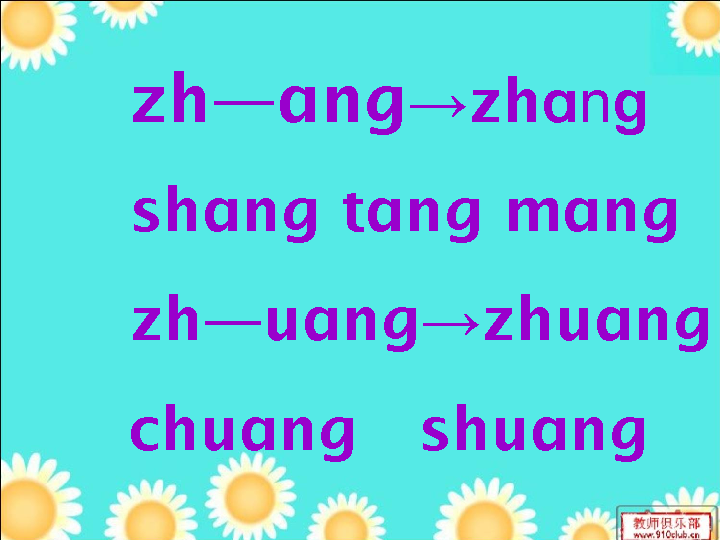 zh—ang→zhang
shang tang mang
zh—uang→zhuang
chuang shuang
教师俱乐部
www.910club.cn